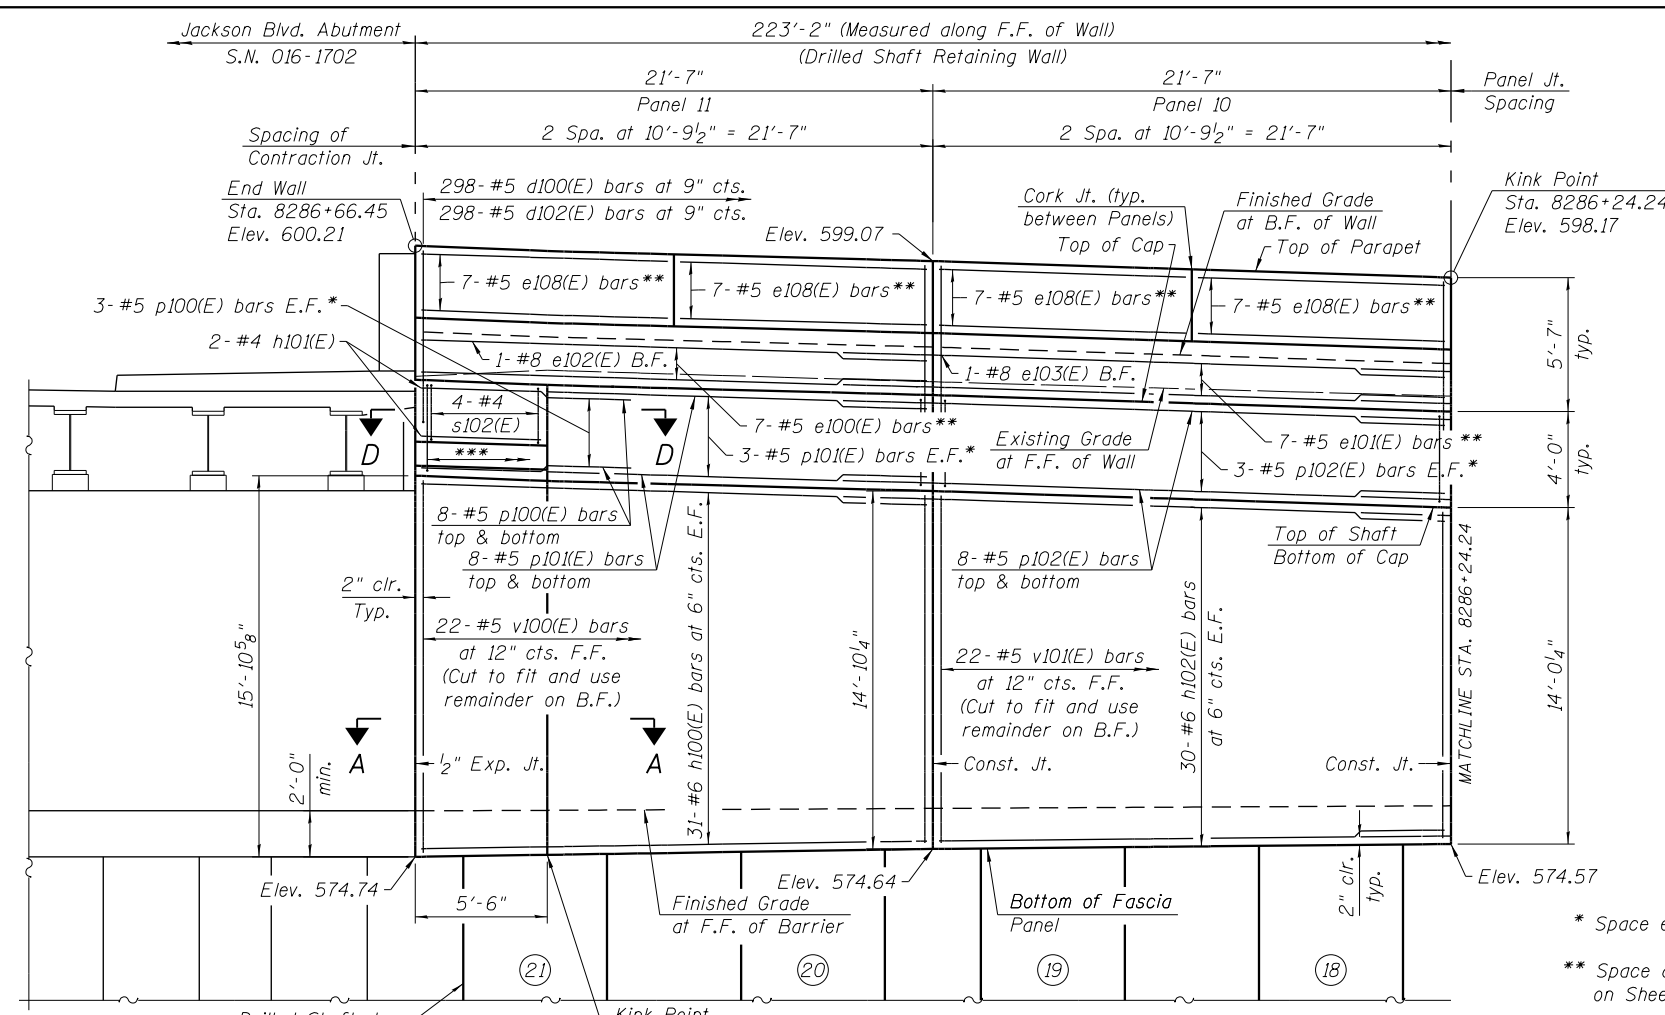 Jackson Blvd. Abutment
S.N. 016-1702
223'-2" (Measured along F.F. of Wall)
(Drilled Shaft Retaining Wall)
21'-7"
Panel 11
21'-7"
Panel 10
Panel Jt.
Spacing
Spacing of
Contraction Jt.
2 Spa. at 10'-9½" = 21'-7"
2 Spa. at 10'-9½" = 21'-7"
End Wall
Sta. 8286+66.45
Elev. 600.21
298-#5 d100(E) bars at 9" cts.
298-#5 d102(E) bars at 9" cts.
Elev. 599.07
Cork Jt. (typ.
between Panels)
Top of Cap
Finished Grade
at B.F. of Wall
Top of Parapet
Kink Point
Sta. 8286+24.24
Elev. 598.17
7-#5 e108(E) bars**
7-#5 e108(E) bars**
7-#5 e108(E) bars**
7-#5 e108(E) bars**
3-#5 p100(E) bars E.F.*
2-#4 h101(E)
1-#8 e102(E) B.F.
1-#8 e103(E) B.F.
5'-7"
typ.
4-#4
s102(E)
***
D
D
7-#5 e100(E) bars**
3-#5 p101(E) bars E.F.*
Existing Grade
at F.F. of Wall
7-#5 e101(E) bars**
3-#5 p102(E) bars E.F.*
4'-0"
typ.
8-#5 p100(E) bars
top & bottom
8-#5 p101(E) bars
top & bottom
8-#5 p102(E) bars
top & bottom
Top of Shaft
Bottom of Cap
2" clr.
Typ.
22-#5 v100(E) bars
at 12" cts. F.F.
(Cut to fit and use
remainder on B.F.)
22-#5 v101(E) bars
at 12" cts. F.F.
(Cut to fit and use
remainder on B.F.)
15'-10⅝"
31-#6 h100(E) bars at 6" cts. E.F.
14'-10¼"
30-#6 h102(E) bars
at 6" cts. E.F.
MATCHLINE STA. 8286+24.24
14'-0¼"
A
A
½" Exp. Jt.
Const. Jt.
Const. Jt.
2'-0"
min.
Elev. 574.74
5'-6"
Finished Grade
at F.F. of Barrier
Elev. 574.64
Bottom of Fascia
Panel
2" clr.
typ.
Elev. 574.57
* Space e
** Space
on Shee
21
20
19
18
Kink Point